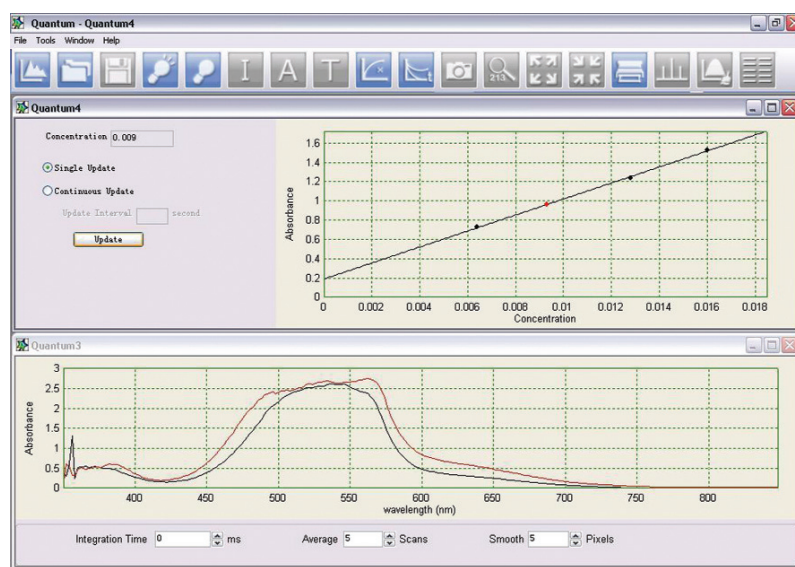 Quantum - Quantum4
File Tools Window Help
I A T
213
Quantum4
Concentration 0.009
Single Update
Continuous Update
Update Interval second
Update
Absorbance
1.6
1.4
1.2
1
0.8
0.6
0.4
0.2
0
0 0.002 0.004 0.006 0.008 0.01 0.012 0.014 0.016 0.018
Concentration
Quantum3
Absorbance
3
2.5
2
1.5
1
0.5
0
400 450 500 550 600 650 700 750 800
wavelength (nm)
Integration Time 0 ms Average 5 Scans Smooth 5 Pixels